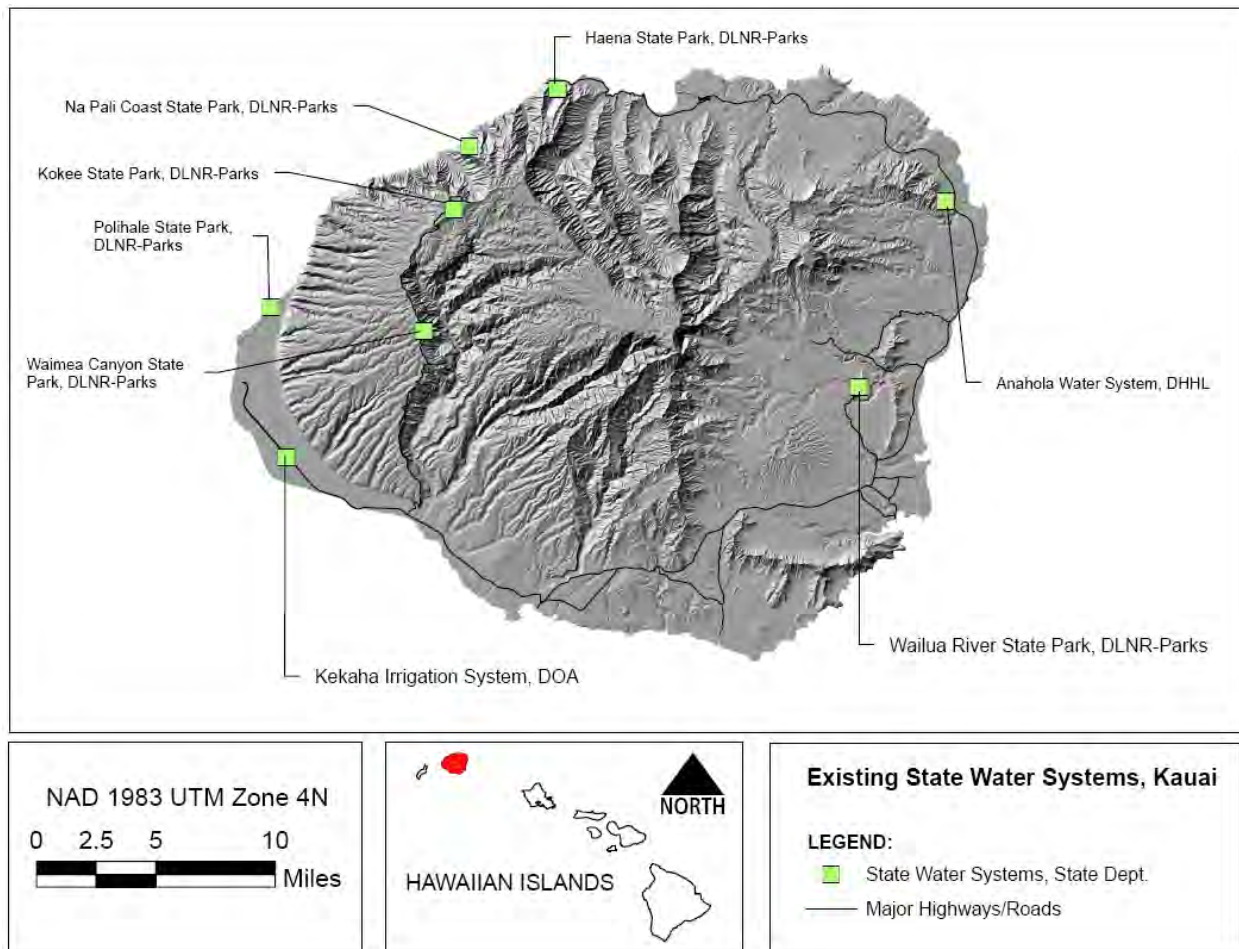 Haena State Park, DLNR-Parks
Na Pali Coast State Park, DLNR-Parks
Kokee State Park, DLNR-Parks
Polihale State Park,
DLNR-Parks
Waimea Canyon State
Park, DLNR-Parks
Anahola Water System, DHHL
Wailua River State Park, DLNR-Parks
Kekaha Irrigation System, DOA
NAD 1983 UTM Zone 4N
0 2.5 5 10
Miles
NORTH
HAWAIIAN ISLANDS
Existing State Water Systems, Kauai
LEGEND:
State Water Systems, State Dept.
Major Highways/Roads